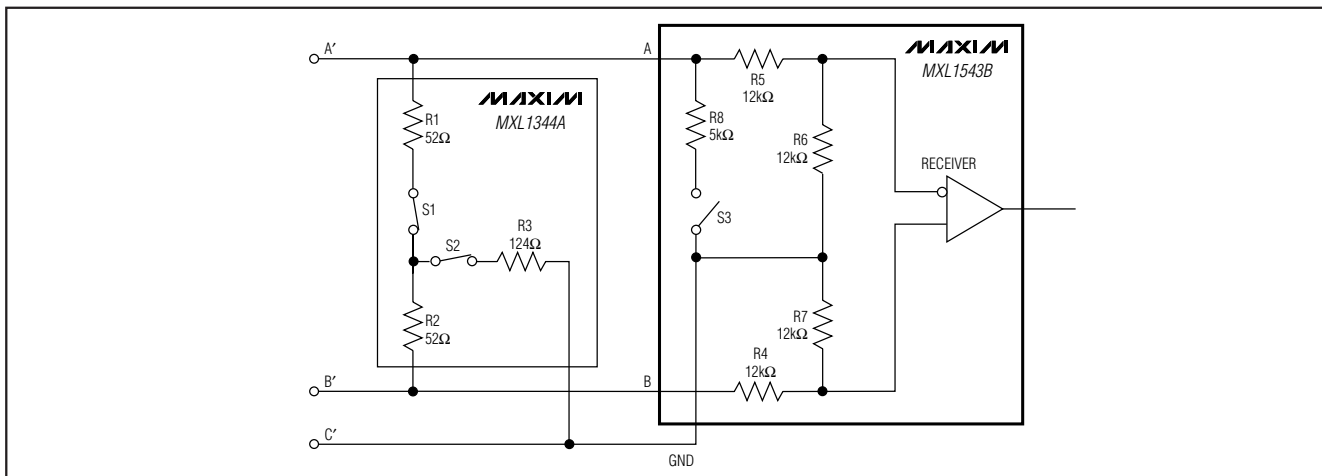 A′
A
MAXIM
MXL1543B
R5
12kΩ
MAXIM
MXL1344A
R1
52Ω
R8
5kΩ
R6
12kΩ
RECEIVER
S1
S3
R3
124Ω
S2
R2
52Ω
R7
12kΩ
R4
12kΩ
B′
B
C′
GND